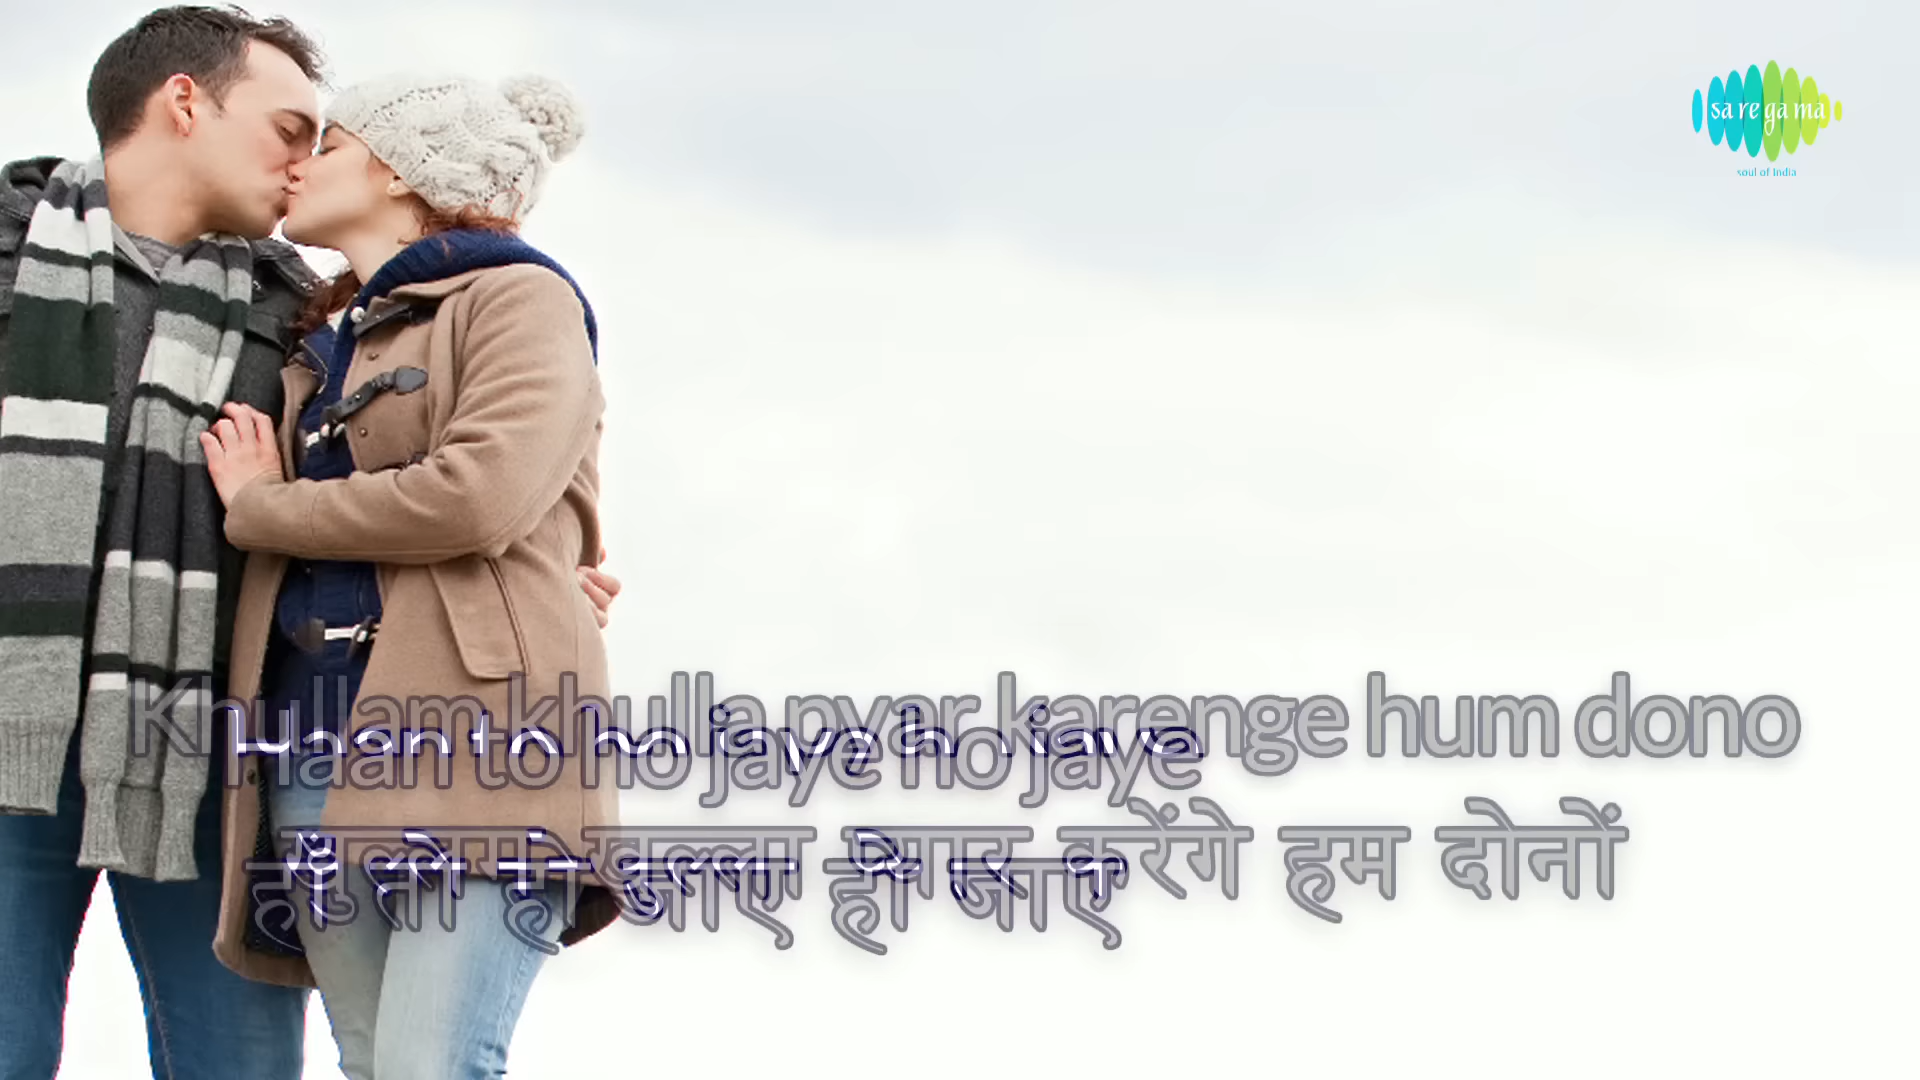 sa re ga ma
soul of India
Khullam khulla pyar karenge hum dono
Haan to ho jaye ho jaye
खुल्लम खुल्ला प्यार करेंगे हम दोनों
हाँ तो हो जाए हो जाए